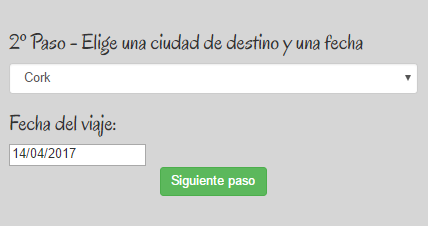 2º Paso - Elige una ciudad de destino y una fecha
Cork
Fecha del viaje:
14/04/2017
Siguiente paso